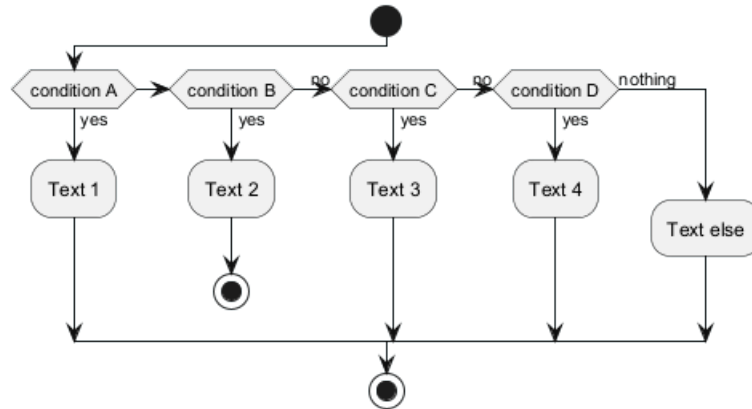 condition A
condition B
no
condition C
no
condition D
nothing
yes
yes
yes
yes
Text 1
Text 2
Text 3
Text 4
Text else